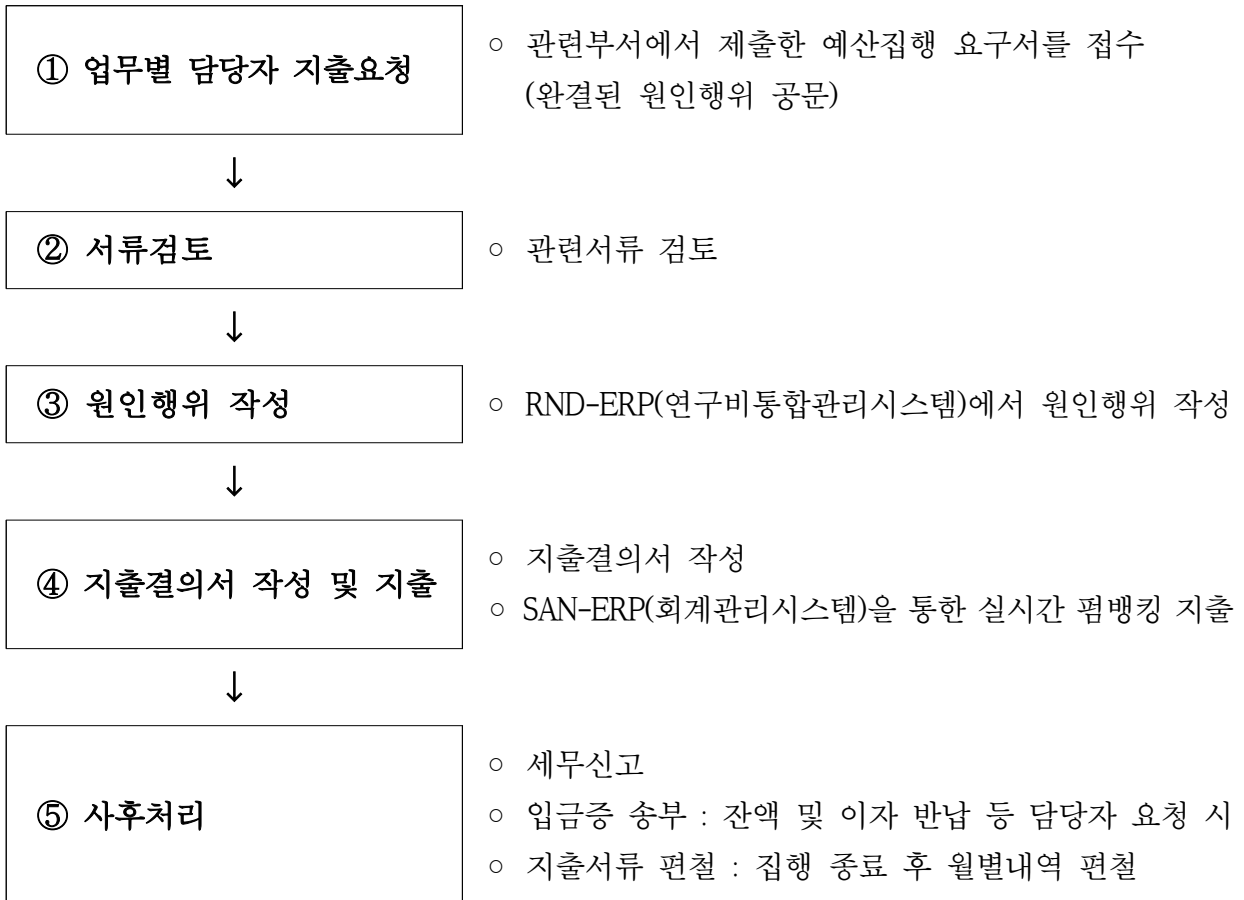 ① 업무별 담당자 지출요청
○ 관련부서에서 제출한 예산집행 요구서를 접수
(완결된 원인행위 공문)
↓
② 서류검토
○ 관련서류 검토
↓
③ 원인행위 작성
○ RND-ERP(연구비통합관리시스템)에서 원인행위 작성
↓
④ 지출결의서 작성 및 지출
○ 지출결의서 작성
○ SAN-ERP(회계관리시스템)을 통한 실시간 펌뱅킹 지출
↓
⑤ 사후처리
○ 세무신고
○ 입금증 송부 : 잔액 및 이자 반납 등 담당자 요청 시
○ 지출서류 편철 : 집행 종료 후 월별내역 편철